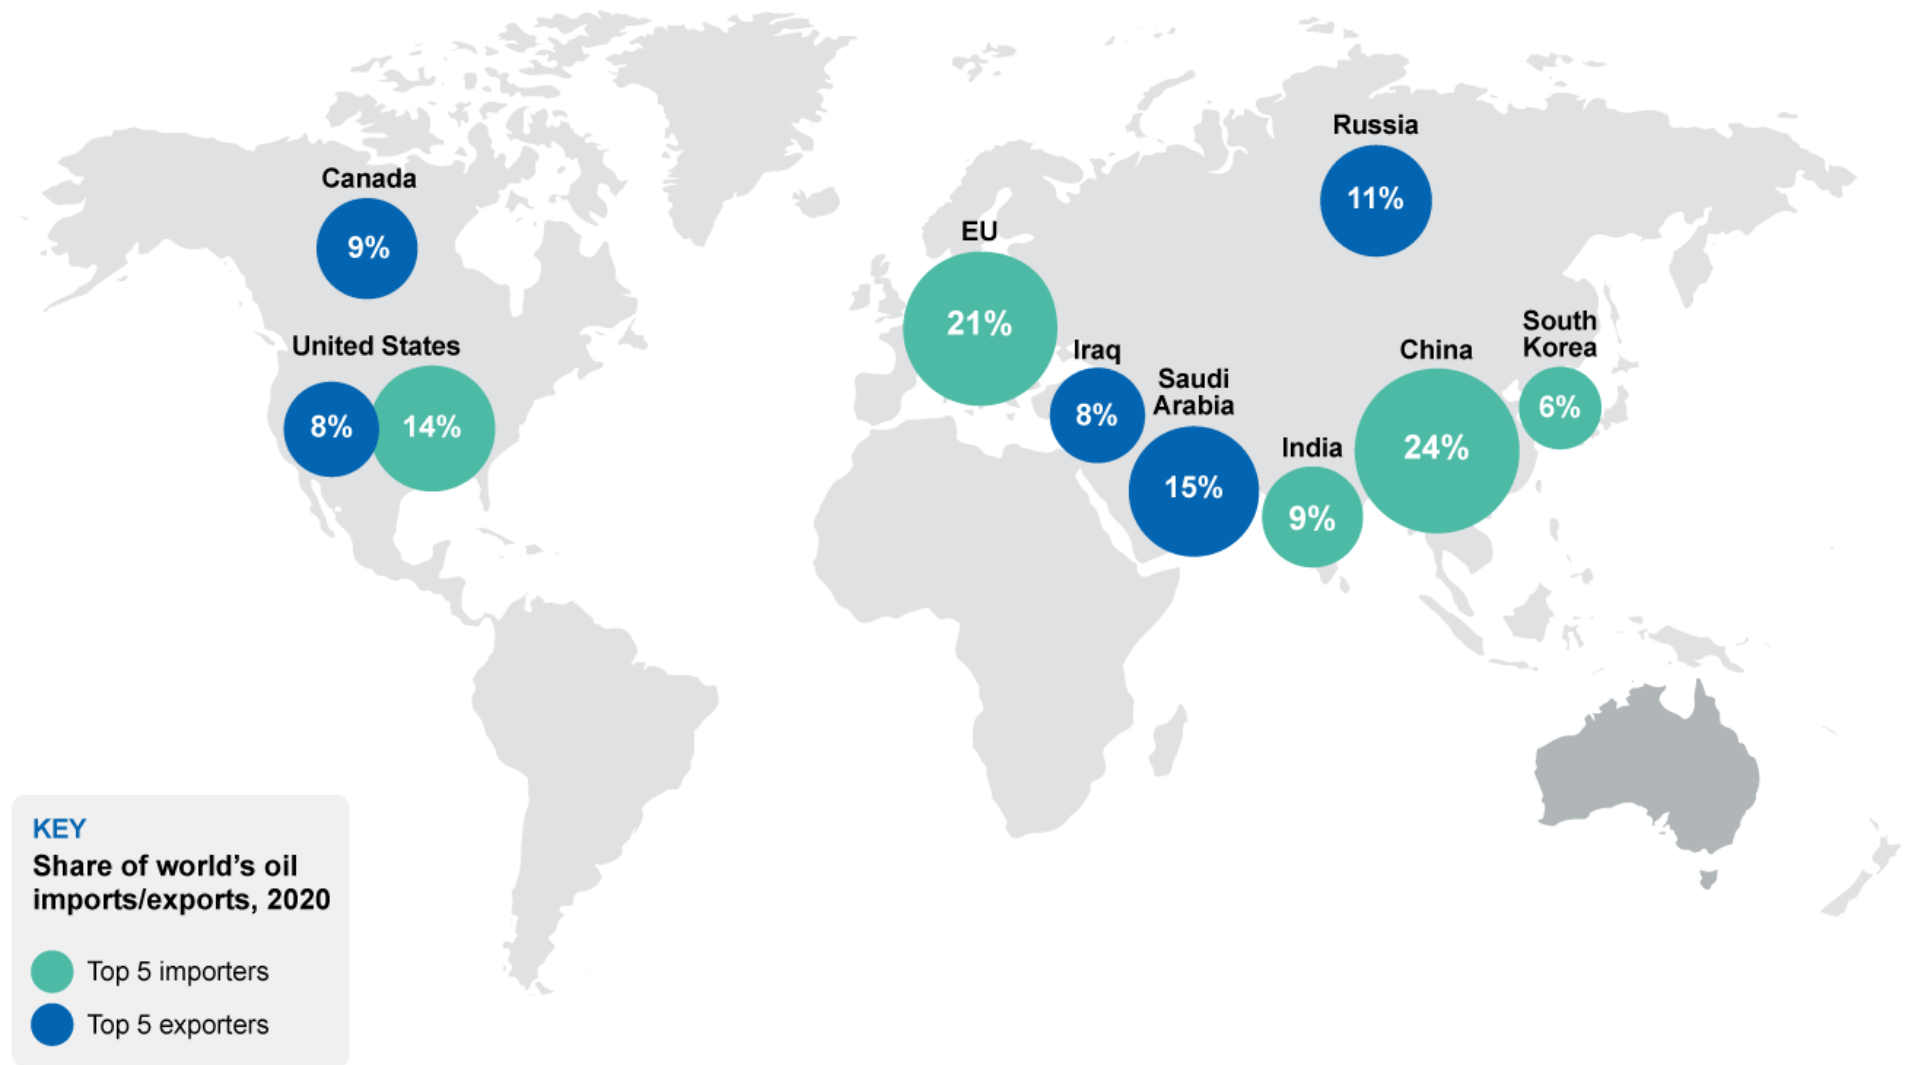 Russia
11%
Canada
9%
EU
21%
United States
8%
14%
Iraq
8%
Saudi
Arabia
15%
India
9%
China
24%
South
Korea
6%
KEY
Share of world’s oil
imports/exports, 2020
Top 5 importers
Top 5 exporters